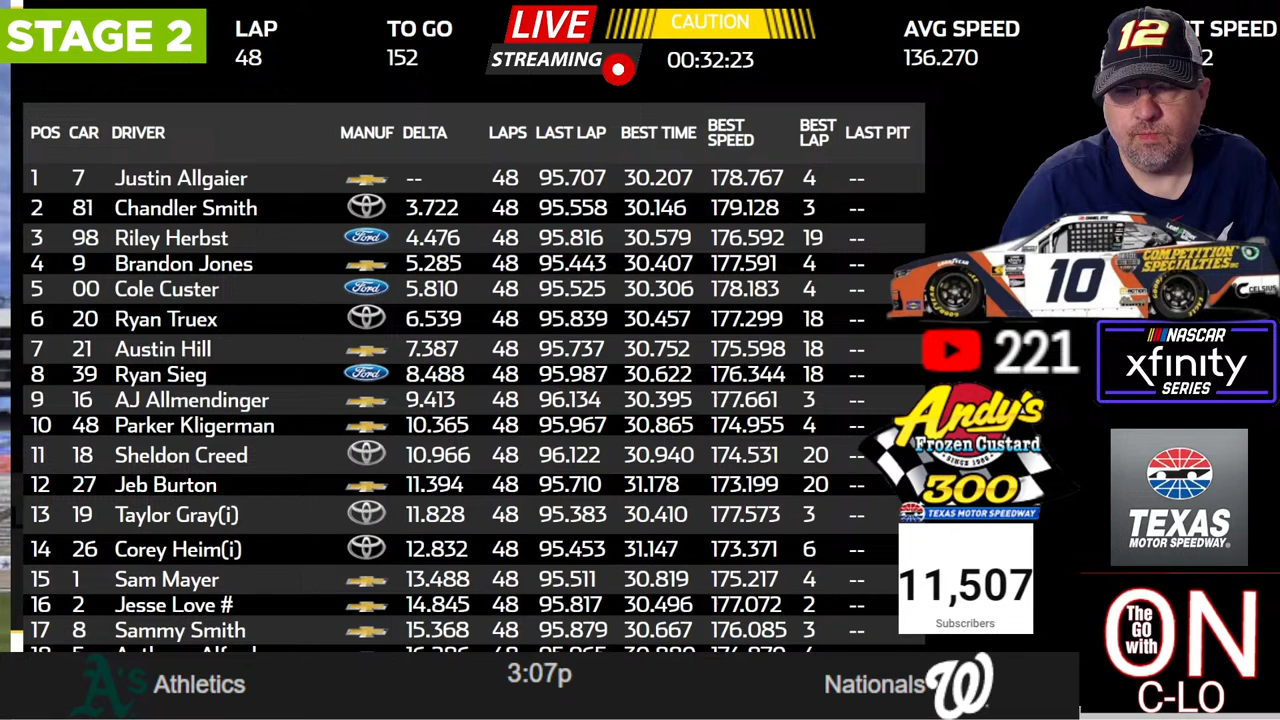 STAGE 2
LAP
48
TO GO
152
LIVE
STREAMING
CAUTION
00:32:23
AVG SPEED
136.270
T SPEED
2
12
POS CAR DRIVER MANUF DELTA LAPS LAST LAP BEST TIME BEST SPEED BEST LAP LAST PIT
1 7 Justin Allgaier -- 48 95.707 30.207 178.767 4 --
2 81 Chandler Smith 3.722 48 95.558 30.146 179.128 3 --
3 98 Riley Herbst Ford 4.476 48 95.816 30.579 176.592 19 --
4 9 Brandon Jones 5.285 48 95.443 30.407 177.591 4 --
5 00 Cole Custer Ford 5.810 48 95.525 30.306 178.183 4 --
6 20 Ryan Truex 6.539 48 95.839 30.457 177.299 18 --
7 21 Austin Hill 7.387 48 95.737 30.752 175.598 18 --
8 39 Ryan Sieg Ford 8.488 48 95.987 30.622 176.344 18 --
9 16 AJ Allmendinger 9.413 48 96.134 30.395 177.661 3 --
10 48 Parker Kligerman 10.365 48 95.967 30.865 174.955 4 --
11 18 Sheldon Creed 10.966 48 96.122 30.940 174.531 20 --
12 27 Jeb Burton 11.394 48 95.710 31.178 173.199 20 --
13 19 Taylor Gray(i) 11.828 48 95.383 30.410 177.573 3 --
14 26 Corey Heim(i) 12.832 48 95.453 31.147 173.371 6 --
15 1 Sam Mayer 13.488 48 95.511 30.819 175.217 4 --
16 2 Jesse Love # 14.845 48 95.817 30.496 177.072 2 --
17 8 Sammy Smith 15.368 48 95.879 30.667 176.085 3 --
10
COMPETITION
SPECIALTIES
CELSIUS
221
NASCAR
xfinity
SERIES
Andy's
Frozen Custard
SINCE 1986
300
TEXAS MOTOR SPEEDWAY
TEXAS
MOTOR SPEEDWAY
11,507
Subscribers
The
GO
with
ON
C-LO
A's Athletics
3:07p
Nationals W